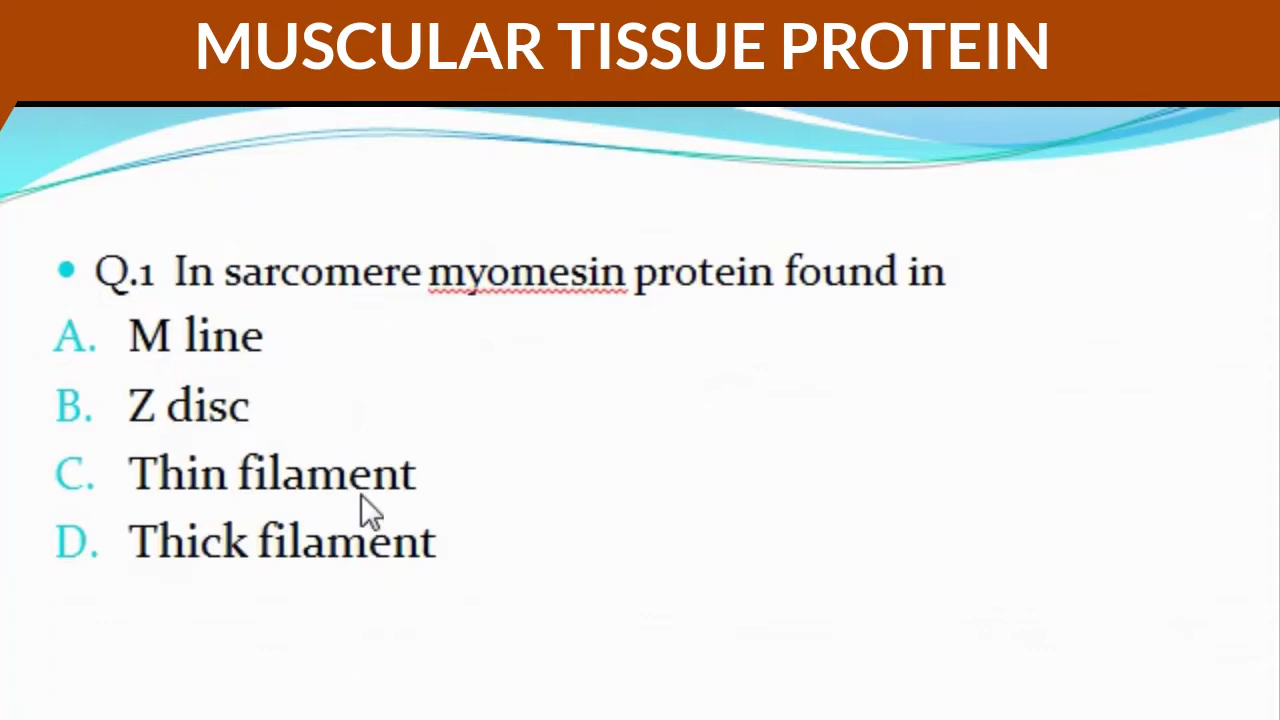 MUSCULAR TISSUE PROTEIN
• Q.1 In sarcomere myomesin protein found in
A. M line
B. Z disc
C. Thin filament
D. Thick filament